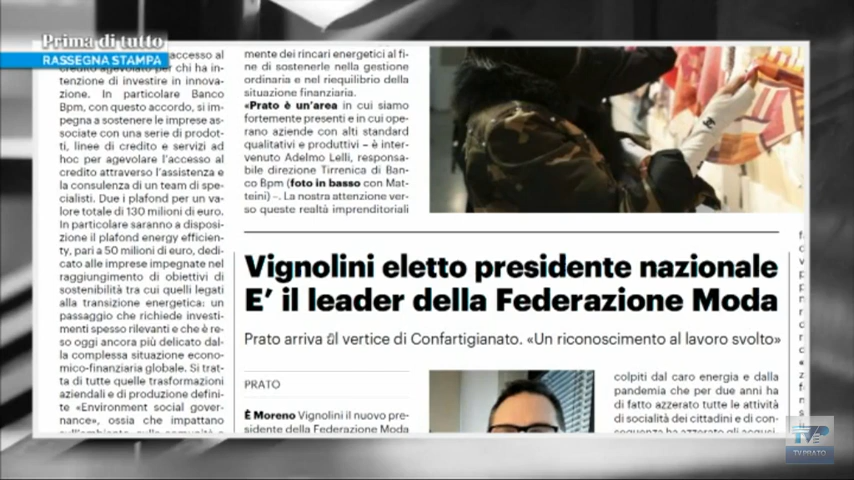 Prima di tutto
RASSEGNA STAMPA
accesso al
credito agevolato per chi ha in-
tenzione di investire in innova-
zione. In particolare Banco
Bpm, con questo accordo, si im-
pegna a sostenere le imprese as-
sociate con una serie di prodot-
ti, linee di credito e servizi ad
hoc per agevolare l'accesso al
credito attraverso l'assistenza e
la consulenza di un team di spe-
cialisti. Due i plafond per un va-
lore totale di 130 milioni di euro.
In particolare saranno a disposi-
zione il plafond energy efficien-
ty, pari a 50 milioni di euro, dedi-
cato alle imprese impegnate nel
raggiungimento di obiettivi di
sostenibilità tra cui quelli legati
alla transizione energetica: un
passaggio che richiede investi-
menti spesso rilevanti e che è re-
so oggi ancora più delicato dal-
la complessa situazione econo-
mico-finanziaria globale. Si trat-
ta di tutte quelle trasformazioni
aziendali e di produzione defini-
te «Environment social gover-
nance», ossia che impattano
sull'ambiente, sulla comunità e
mente dei rincari energetici al fi-
ne di sostenerle nella gestione
ordinaria e nel riequilibrio della
situazione finanziaria.
«Prato è un'area in cui siamo
fortemente presenti e in cui ope-
rano aziende con alti standard
qualitativi e produttivi – è inter-
venuto Adelmo Lelli, responsa-
bile direzione Tirrenica di Ban-
co Bpm (foto in basso con Mat-
teini) –. La nostra attenzione ver-
so queste realtà imprenditoriali
Vignolini eletto presidente nazionale
E' il leader della Federazione Moda
Prato arriva al vertice di Confartigianato. «Un riconoscimento al lavoro svolto»
PRATO
È Moreno Vignolini il nuovo pre-
sidente della Federazione Moda
colpiti dal caro energia e dalla
pandemia che per due anni ha
di fatto azzerato tutte le attività
di socialità dei cittadini e di con-
seguenza ha azzerato gli acqui-
TVP
TV PRATO